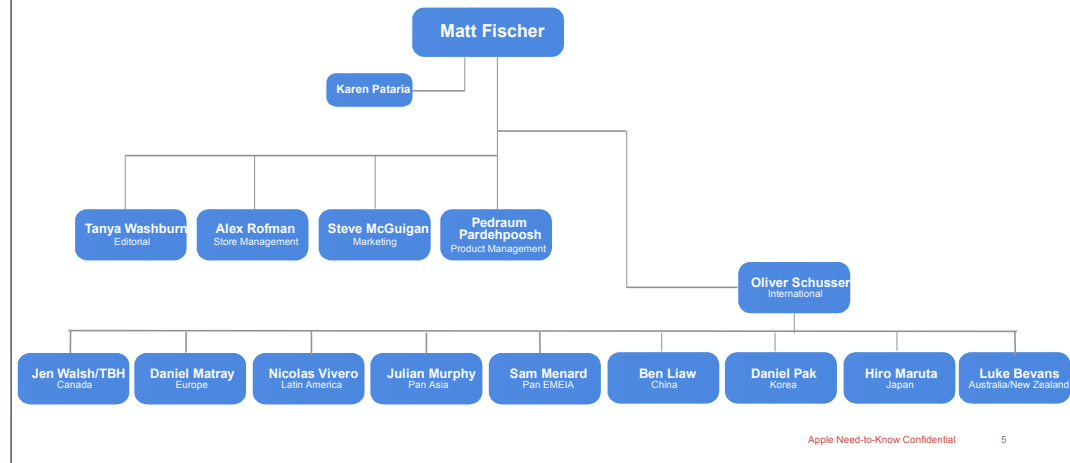 Matt Fischer
Karen Pataria
Tanya Washburn
Editorial
Alex Rofman
Store Management
Steve McGuigan
Marketing
Pedraum
Pardehpoosh
Product Management
Oliver Schusser
International
Jen Walsh/TBH
Canada
Daniel Matray
Europe
Nicolas Vivero
Latin America
Julian Murphy
Pan Asia
Sam Menard
Pan EMEIA
Ben Liaw
China
Daniel Pak
Korea
Hiro Maruta
Japan
Luke Bevans
Australia/New Zealand
Apple Need-to-Know Confidential
5